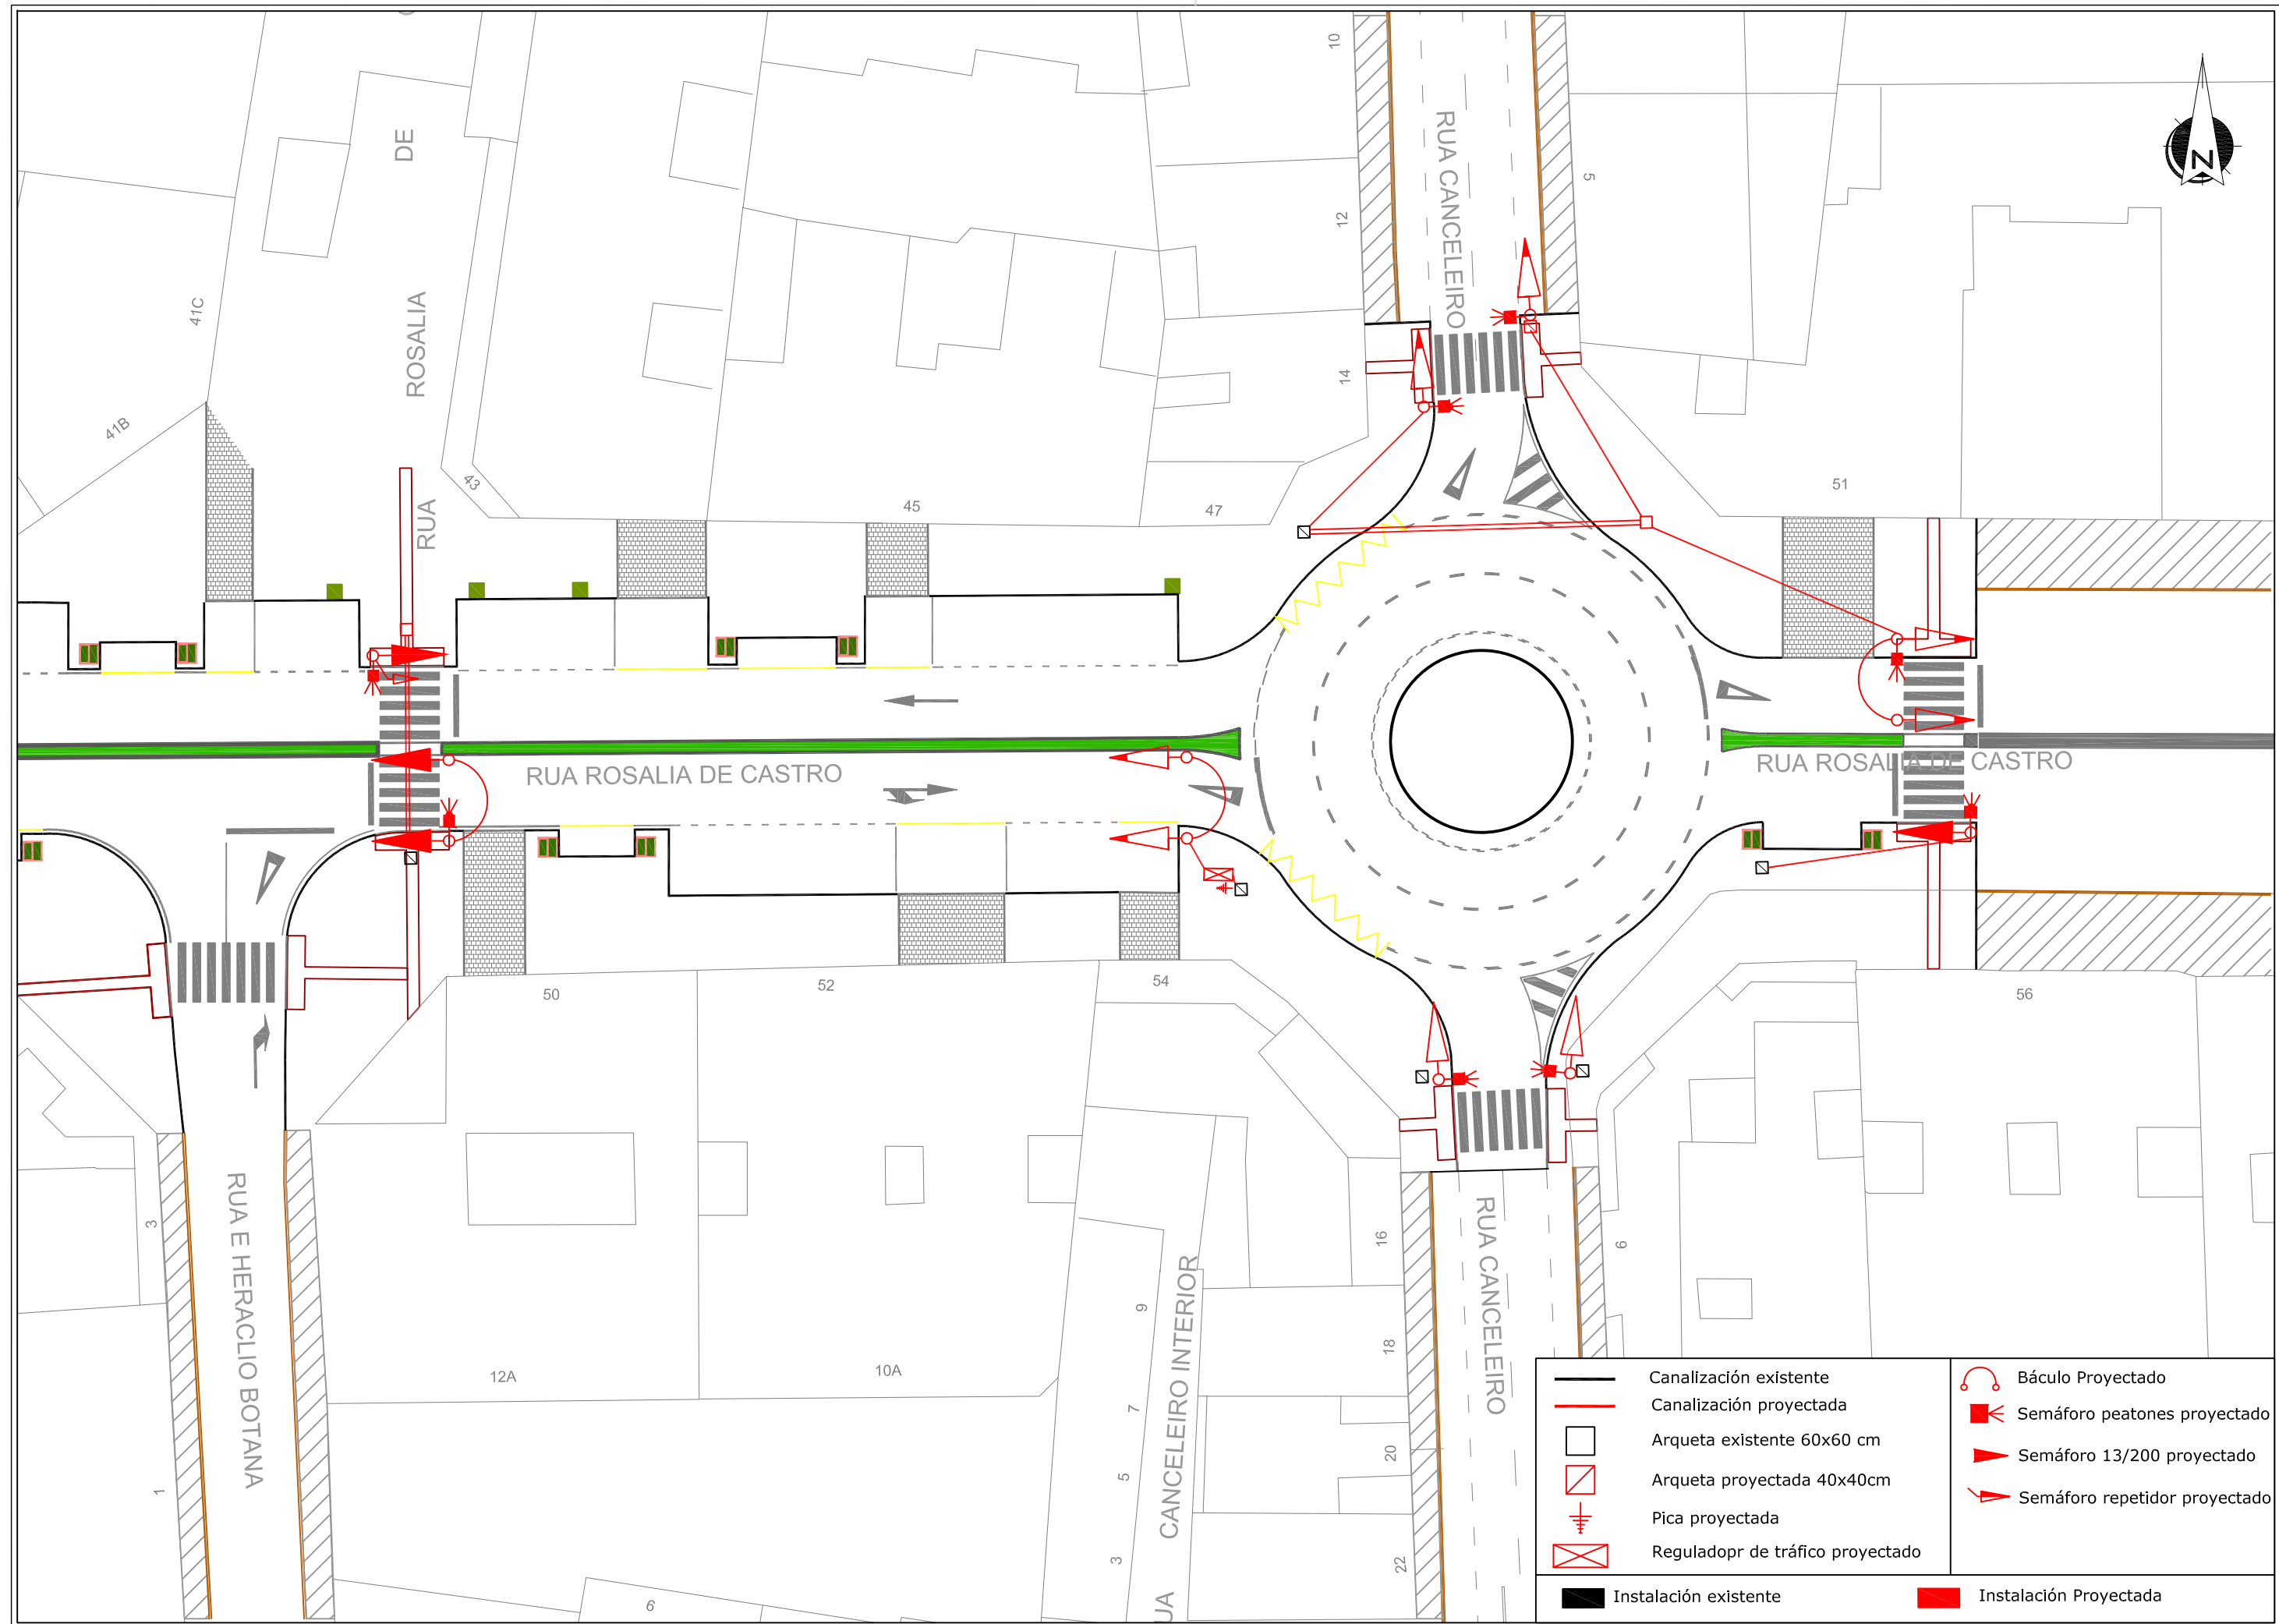 10
DE
RUA CANCELEIRO
5
N
12
41C
ROSALIA
14
41B
43
RUA
45
47
51
RUA ROSALIA DE CASTRO
RUA ROSALIA DE CASTRO
50
52
54
56
3
RUA E HERACLIO BOTANA
1
12A
10A
9
7
5
3
CANCELEIRO INTERIOR
UA
6
16
18
20
22
RUA CANCELEIRO
6
Canalización existente
Canalización proyectada
Arqueta existente 60x60 cm
Arqueta proyectada 40x40cm
Pica proyectada
Reguladopr de tráfico proyectado
Báculo Proyectado
Semáforo peatones proyectado
Semáforo 13/200 proyectado
Semáforo repetidor proyectado
Instalación existente
Instalación Proyectada